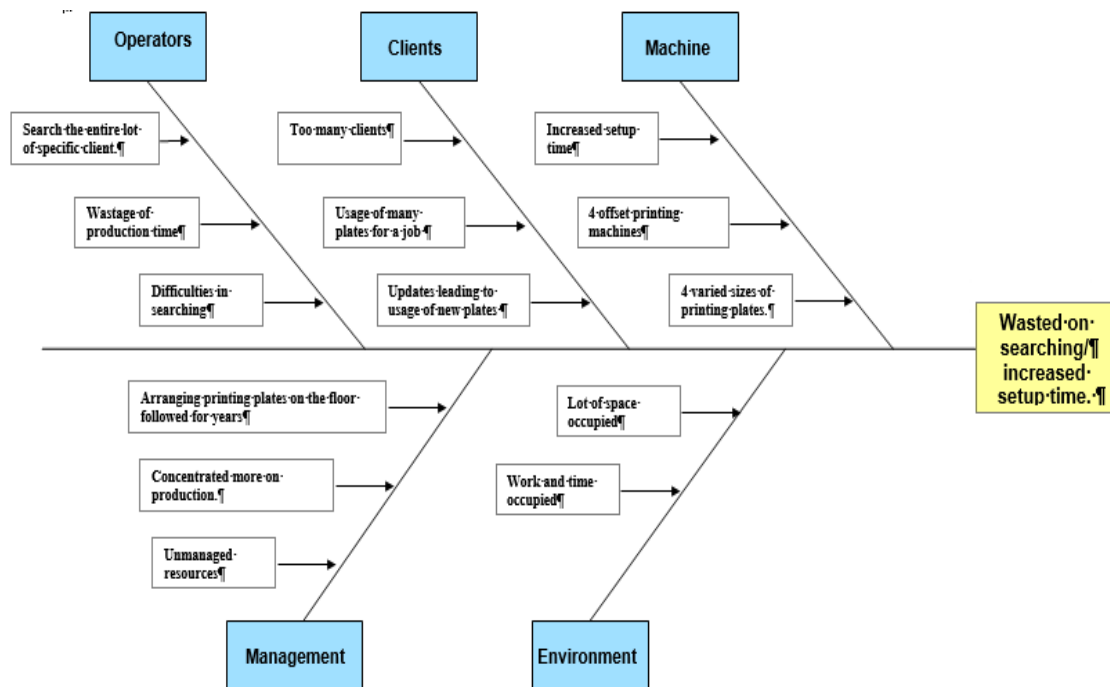 Operators
Clients
Machine
Search·the·entire·lot·
of·specific·client.¶
Too·many·clients¶
Increased·setup·
time¶
Wastage·of·
production·time¶
Usage·of·many·
plates·for·a·job·¶
4·offset·printing·
machines¶
Difficulties·in·
searching¶
Updates·leading·to·
usage·of·new·plates·¶
4·varied·sizes·of·
printing·plates.¶
Wasted·on·
searching/¶
increased·
setup·time.·¶
Arranging·printing·plates·on·the·floor·
followed·for·years¶
Lot·of·space·
occupied¶
Concentrated·more·on·
production.¶
Work·and·time·
occupied¶
Unmanaged·
resources¶
Management
Environment